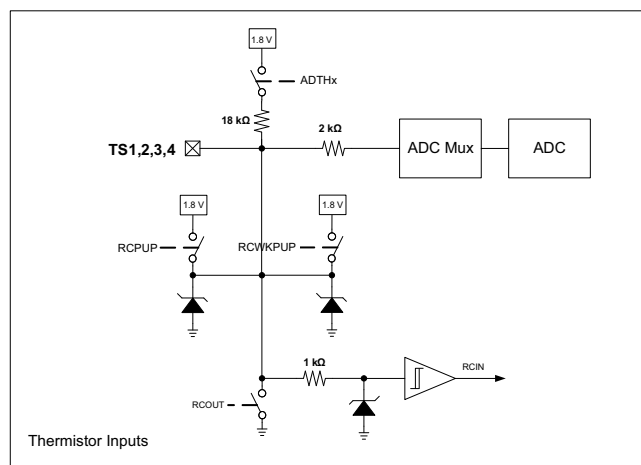 1.8 V
ADTHx
18 kΩ
2 kΩ
TS1,2,3,4
ADC Mux
ADC
1.8 V
1.8 V
RCPUP
RCWKPUP
1 kΩ
RCIN
RCOUT
Thermistor Inputs